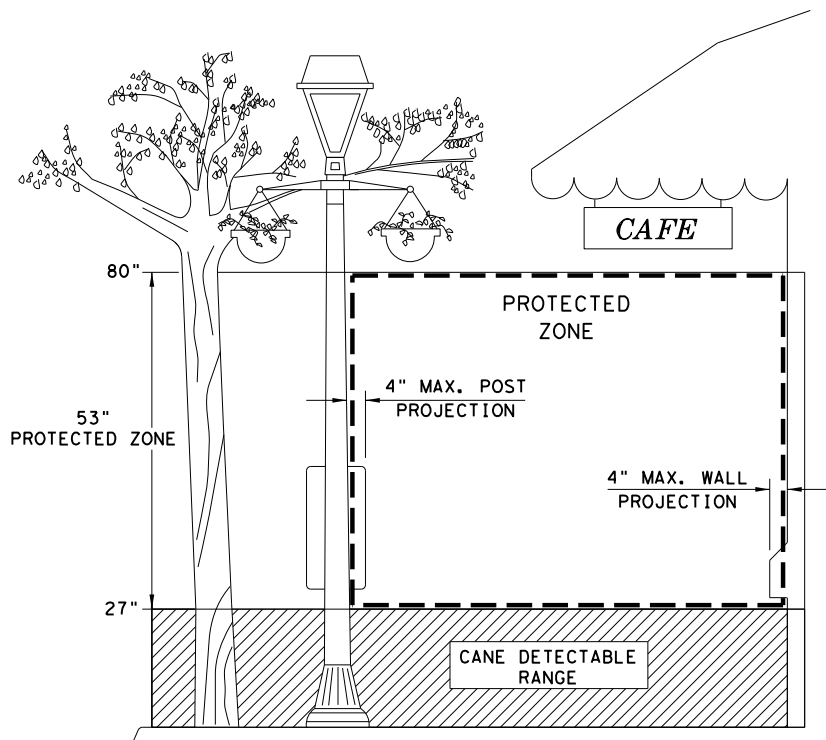 CAFE
80"
PROTECTED
ZONE
4" MAX. POST
PROJECTION
53"
PROTECTED ZONE
4" MAX. WALL
PROJECTION
27"
CANE DETECTABLE
RANGE